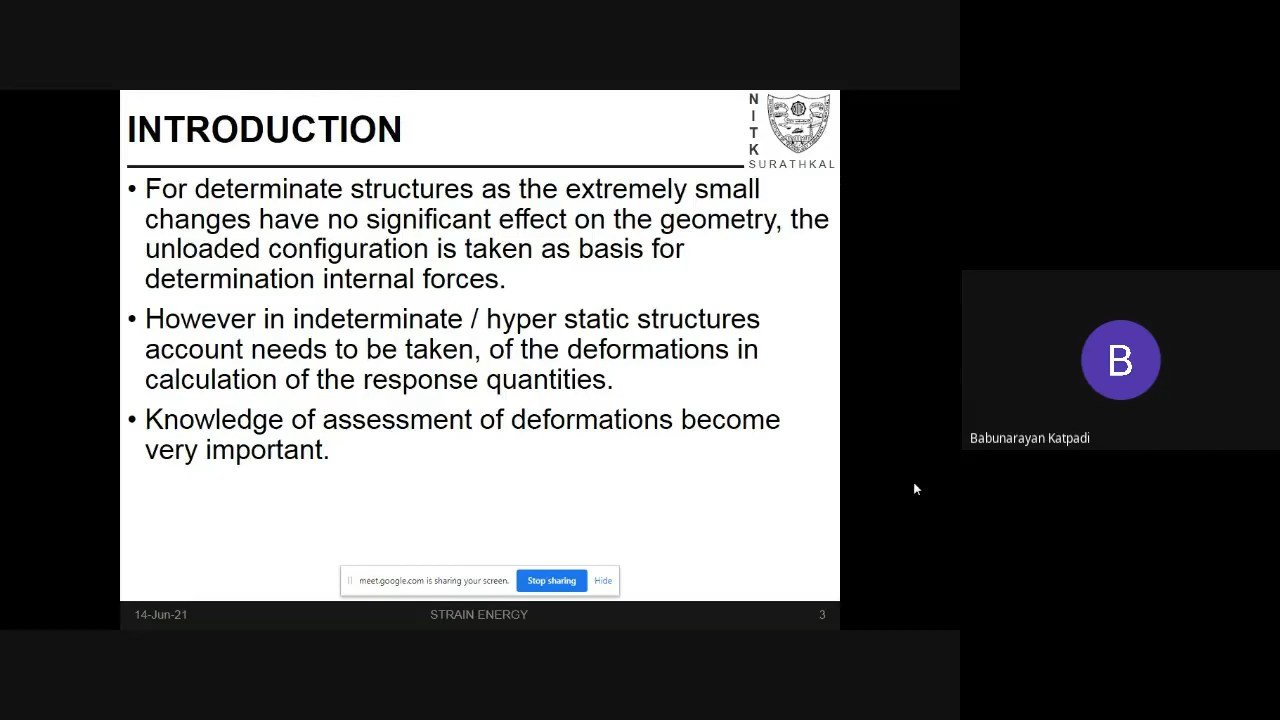 INTRODUCTION
N
I
T
K
SURATHKAL
• For determinate structures as the extremely small
changes have no significant effect on the geometry, the
unloaded configuration is taken as basis for
determination internal forces.
• However in indeterminate / hyper static structures
account needs to be taken, of the deformations in
calculation of the response quantities.
• Knowledge of assessment of deformations become
very important.
meet.google.com is sharing your screen. Stop sharing Hide
14-Jun-21 STRAIN ENERGY 3
B
Babunarayan Katpadi